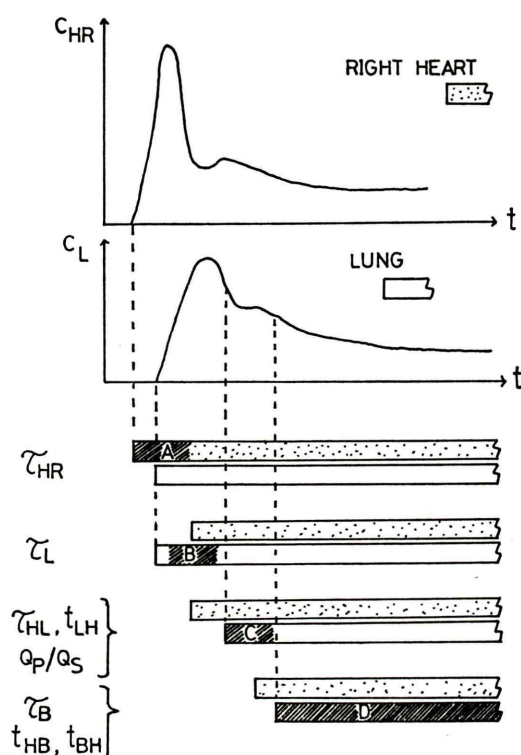 C_HR
RIGHT HEART
t
C_L
LUNG
t
τ_HR
A
τ_L
B
τ_HL, t_LH
Q_P/Q_S
C
τ_B
t_HB, t_BH
D